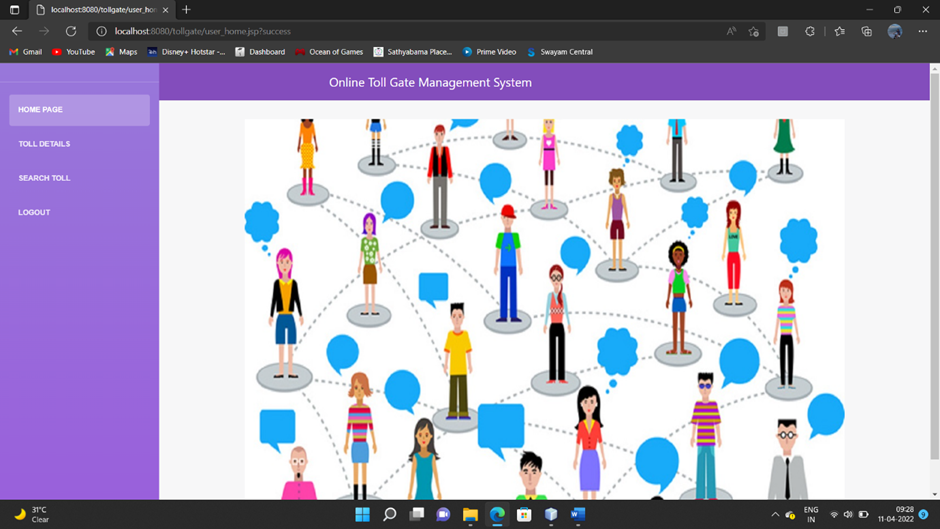 localhost:8080/tollgate/user_hom
localhost:8080/tollgate/user_home.jsp?success
Gmail
YouTube
Maps
Disney+ Hotstar -...
Dashboard
Ocean of Games
Sathyabama Place...
Prime Video
Swayam Central
Online Toll Gate Management System
HOME PAGE
TOLL DETAILS
SEARCH TOLL
LOGOUT
31°C
Clear
ENG
IN
09:28
11-04-2022